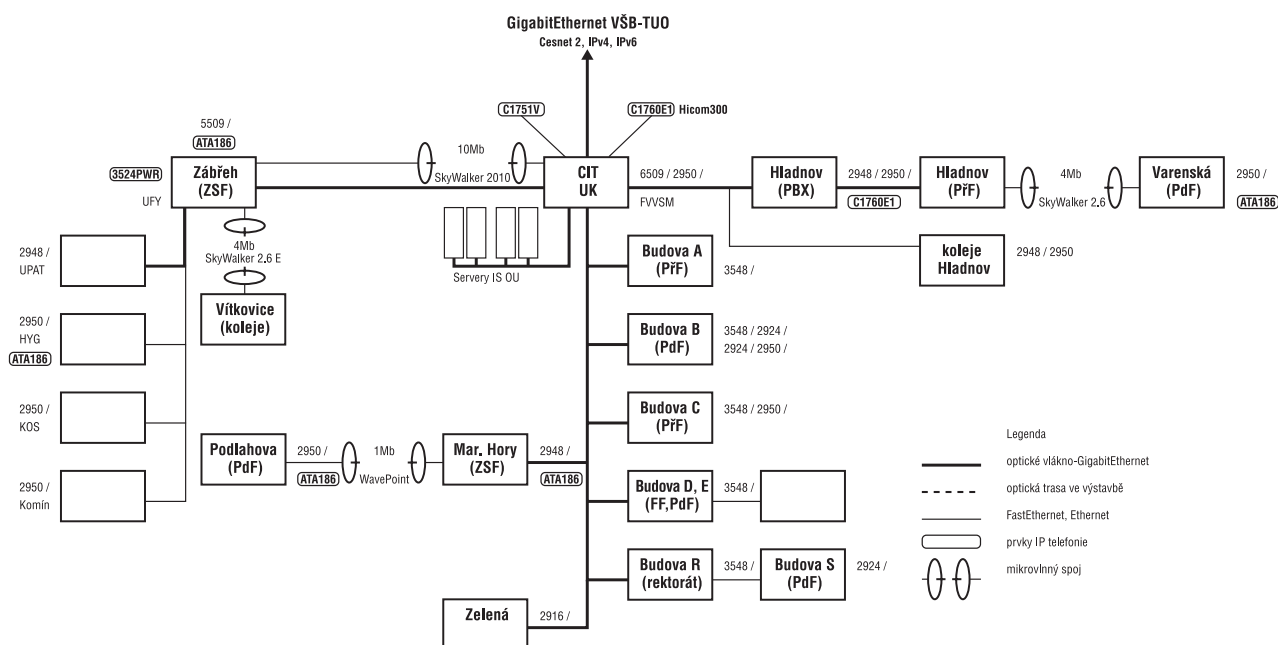 GigabitEthernet VŠB-TUO
Cesnet 2, IPv4, IPv6
C1751V
C1760E1 Hicom300
5509 /
ATA186
3524PWR
Zábřeh
(ZSF)
UFY
10Mb
SkyWalker 2010
CIT
UK
6509 / 2950 /
FVVSM
Hladnov
(PBX)
2948 / 2950 /
C1760E1
Hladnov
(PřF)
4Mb
SkyWalker 2.6
Varenská
(PdF)
2950 /
ATA186
2948 /
UPAT
4Mb
SkyWalker 2.6 E
Servery IS OU
Budova A
(PřF)
3548 /
koleje
Hladnov
2948 / 2950
Vítkovice
(koleje)
2950 /
HYG
ATA186
Budova B
(PdF)
3548 / 2924 /
2924 / 2950 /
2950 /
KOS
Budova C
(PřF)
3548 / 2950 /
Podlahova
(PdF)
2950 /
ATA186
1Mb
WavePoint
Mar. Hory
(ZSF)
2948 /
ATA186
2950 /
Komín
Budova D, E
(FF,PdF)
3548 /
Budova R
(rektorát)
3548 /
Budova S
(PdF)
2924 /
Zelená
2916 /
Legenda
optické vlákno-GigabitEthernet
optická trasa ve výstavbě
FastEthernet, Ethernet
prvky IP telefonie
mikrovlnný spoj